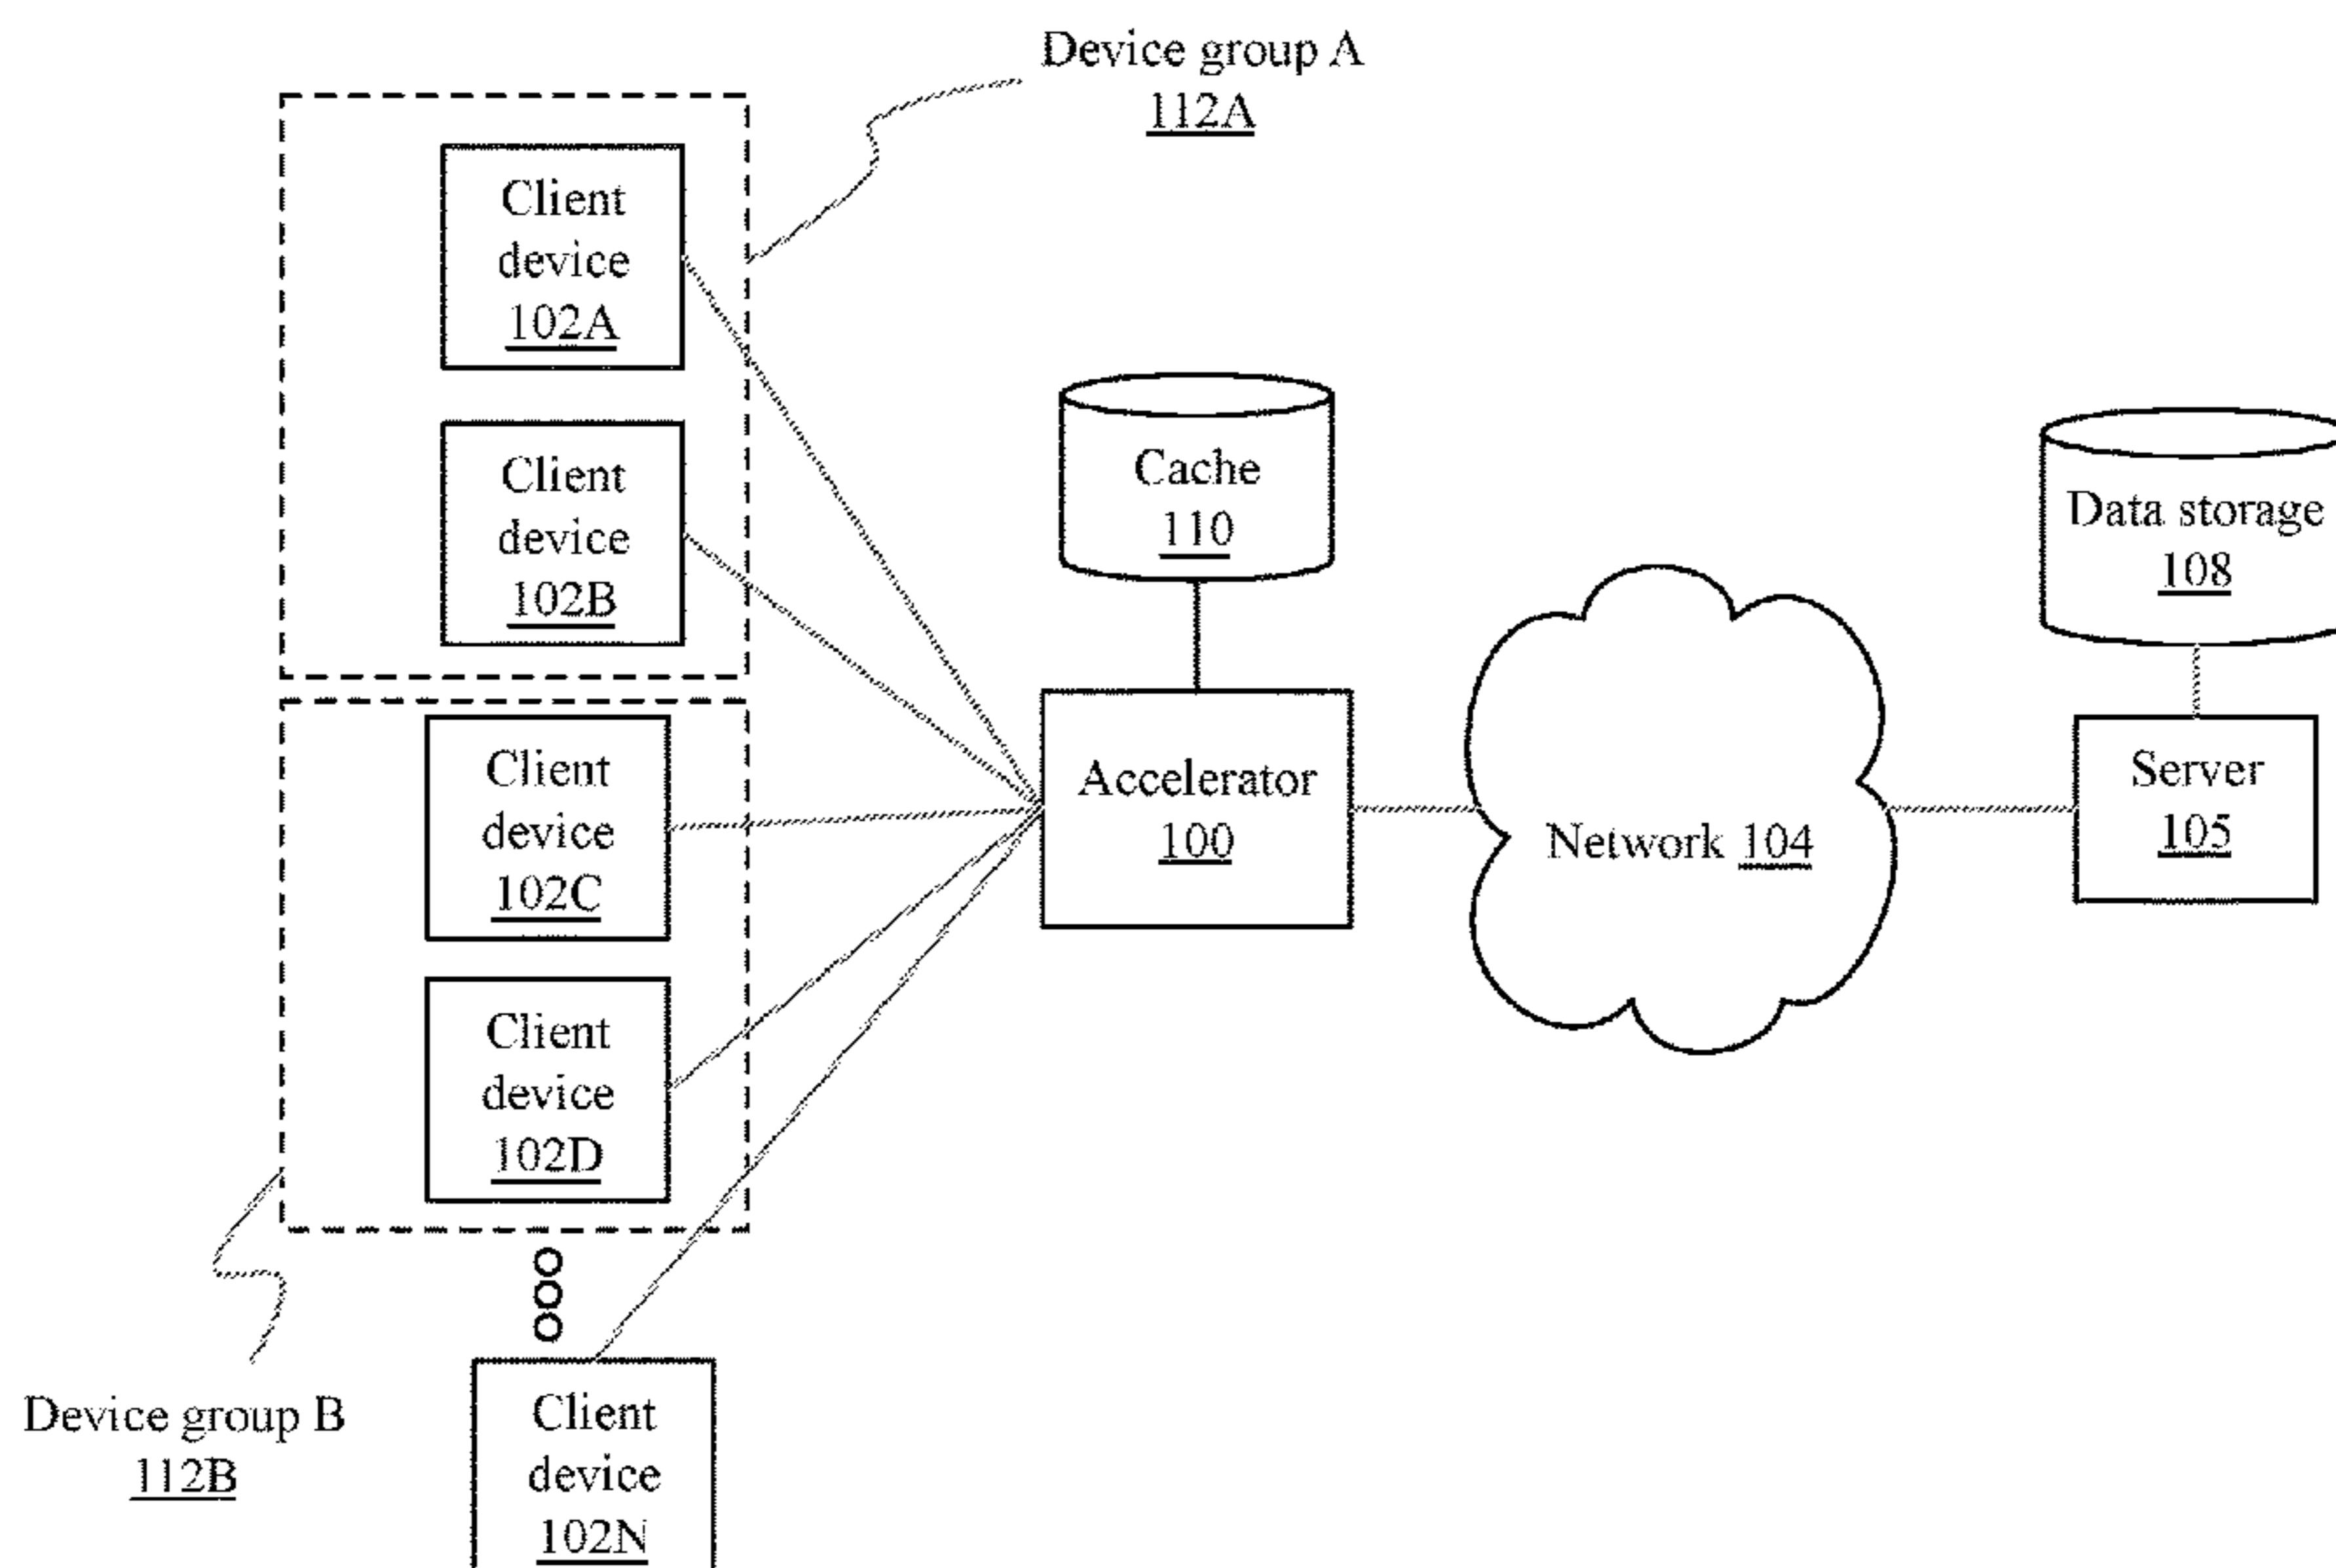 Device group A
112A
Client
device
102A
Client
device
102B
Cache
110
Data storage
108
Client
device
102C
Accelerator
100
Network 104
Server
105
Client
device
102D
Device group B
112B
Client
device
102N